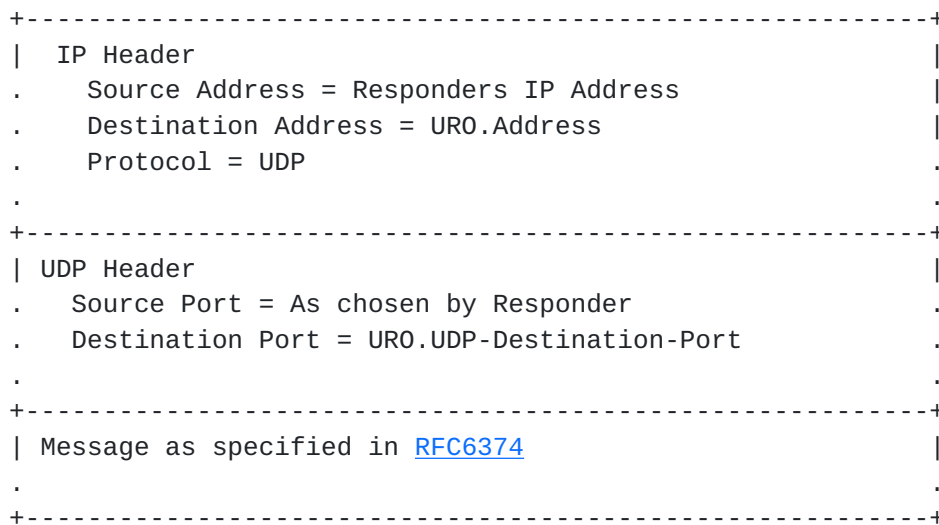 +----------------------------------------------------------+
|  IP Header                                               |
.    Source Address = Responders IP Address                |
.    Destination Address = URO.Address                     |
.    Protocol = UDP                                        .
.                                                          .
+----------------------------------------------------------+
| UDP Header                                               |
.   Source Port = As chosen by Responder                   .
.   Destination Port = URO.UDP-Destination-Port            .
.                                                          .
+----------------------------------------------------------+
| Message as specified in RFC6374                          |
.                                                          .
+----------------------------------------------------------+